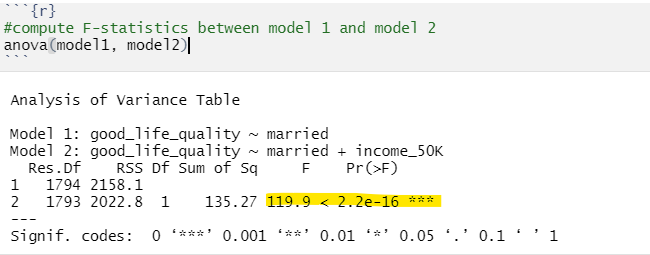 ```{r}
#compute F-statistics between model 1 and model 2
anova(model1, model2)
```
Analysis of Variance Table
Model 1: good_life_quality ~ married
Model 2: good_life_quality ~ married + income_50K
  Res.Df    RSS Df Sum of Sq     F    Pr(>F)
1   1794 2158.1
2   1793 2022.8  1    135.27 119.9 < 2.2e-16 ***
---
Signif. codes:  0 ‘***’ 0.001 ‘**’ 0.01 ‘*’ 0.05 ‘.’ 0.1 ‘ ’ 1